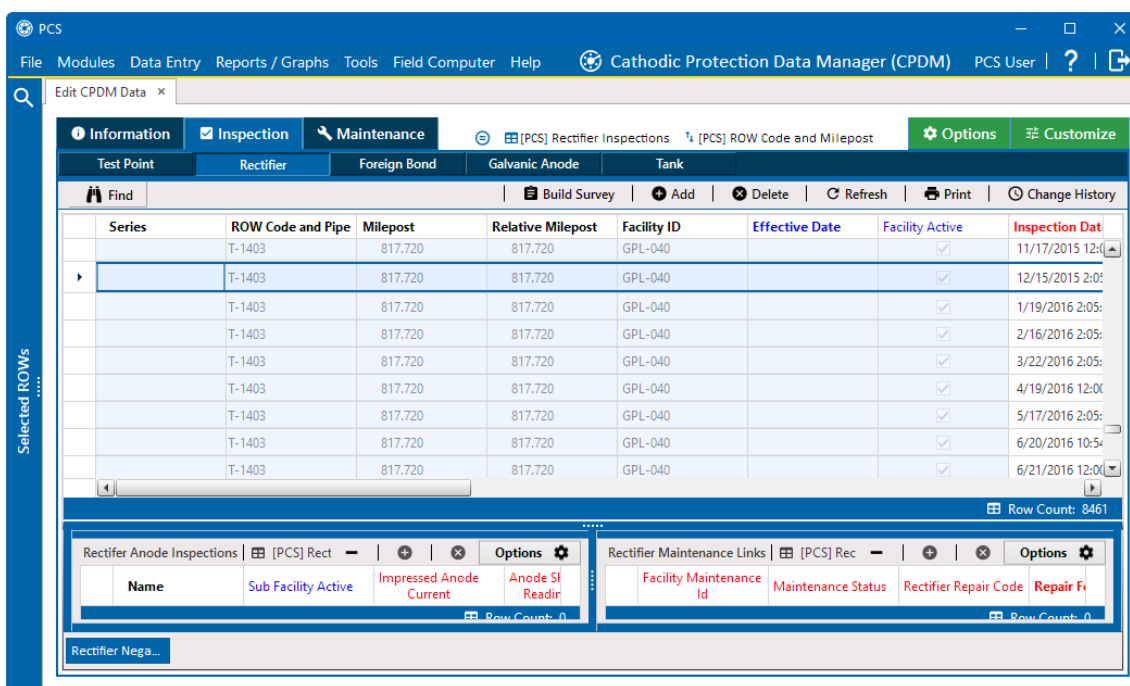 PCS
File Modules Data Entry Reports / Graphs Tools Field Computer Help Cathodic Protection Data Manager (CPDM) PCS User ?
Edit CPDM Data ×
Information Inspection Maintenance [PCS] Rectifier Inspections [PCS] ROW Code and Milepost Options Customize
Test Point Rectifier Foreign Bond Galvanic Anode Tank
Find Build Survey Add Delete Refresh Print Change History
Series ROW Code and Pipe Milepost Relative Milepost Facility ID Effective Date Facility Active Inspection Dat
T-1403 817.720 817.720 GPL-040 11/17/2015 12:0
T-1403 817.720 817.720 GPL-040 12/15/2015 2:05
T-1403 817.720 817.720 GPL-040 1/19/2016 2:05:
T-1403 817.720 817.720 GPL-040 2/16/2016 2:05:
T-1403 817.720 817.720 GPL-040 3/22/2016 2:05:
T-1403 817.720 817.720 GPL-040 4/19/2016 12:00
T-1403 817.720 817.720 GPL-040 5/17/2016 2:05:
T-1403 817.720 817.720 GPL-040 6/20/2016 10:54
T-1403 817.720 817.720 GPL-040 6/21/2016 12:00
Selected ROWs
Row Count: 8461
Rectifer Anode Inspections [PCS] Rect Options
Name Sub Facility Active Impressed Anode Current Anode Sh Readin
Row Count: 0
Rectifier Maintenance Links [PCS] Rec Options
Facility Maintenance Id Maintenance Status Rectifier Repair Code Repair Fo
Row Count: 0
Rectifier Nega...